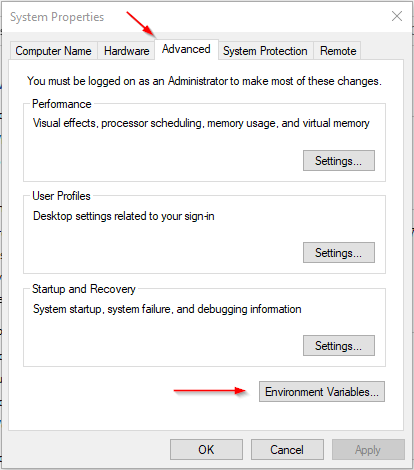 System Properties
Computer Name Hardware Advanced System Protection Remote
You must be logged on as an Administrator to make most of these changes.
Performance
Visual effects, processor scheduling, memory usage, and virtual memory
Settings...
User Profiles
Desktop settings related to your sign-in
Settings...
Startup and Recovery
System startup, system failure, and debugging information
Settings...
Environment Variables...
OK Cancel Apply